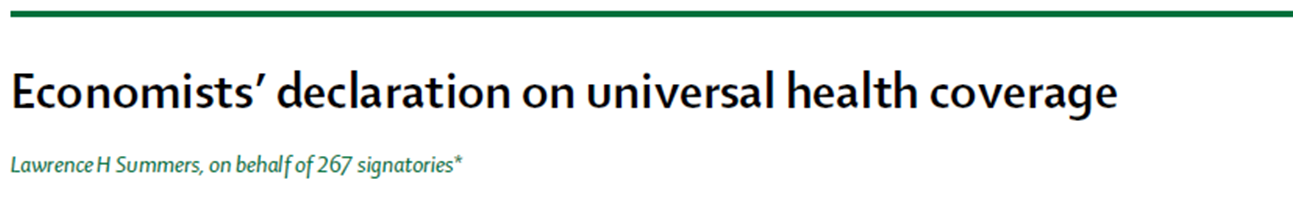 Economists’ declaration on universal health coverage
Lawrence H Summers, on behalf of 267 signatories*